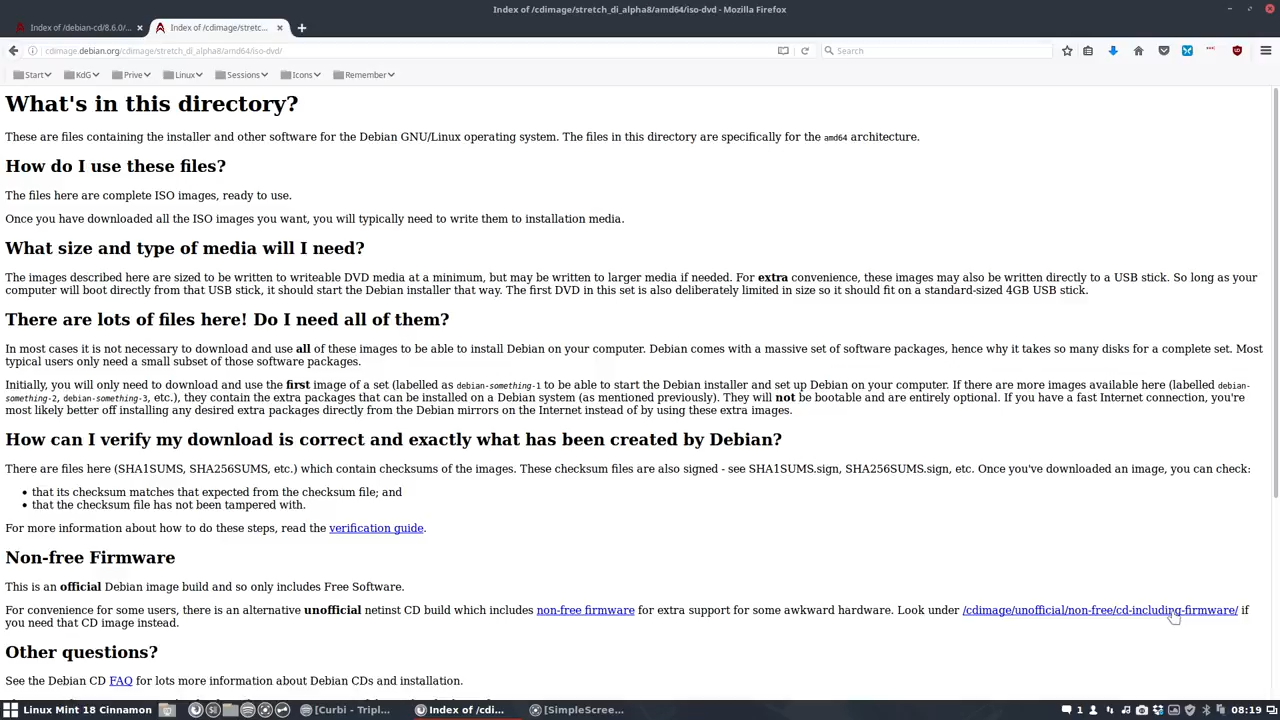 Index of /cdimage/stretch_di_alpha8/amd64/iso-dvd/ - Mozilla Firefox
Index of /debian-cd/8.6.0/...
Index of /cdimage/stretc...
cdimage.debian.org/cdimage/stretch_di_alpha8/amd64/iso-dvd/
Search
Start
KdG
Prive
Linux
Sessions
Icons
Remember
What's in this directory?
These are files containing the installer and other software for the Debian GNU/Linux operating system. The files in this directory are specifically for the amd64 architecture.
How do I use these files?
The files here are complete ISO images, ready to use.
Once you have downloaded all the ISO images you want, you will typically need to write them to installation media.
What size and type of media will I need?
The images described here are sized to be written to writeable DVD media at a minimum, but may be written to larger media if needed. For extra convenience, these images may also be written directly to a USB stick. So long as your
computer will boot directly from that USB stick, it should start the Debian installer that way. The first DVD in this set is also deliberately limited in size so it should fit on a standard-sized 4GB USB stick.
There are lots of files here! Do I need all of them?
In most cases it is not necessary to download and use all of these images to be able to install Debian on your computer. Debian comes with a massive set of software packages, hence why it takes so many disks for a complete set. Most
typical users only need a small subset of those software packages.
Initially, you will only need to download and use the first image of a set (labelled as debian-something-1 to be able to start the Debian installer and set up Debian on your computer. If there are more images available here (labelled debian-
something-2, debian-something-3, etc.), they contain the extra packages that can be installed on a Debian system (as mentioned previously). They will not be bootable and are entirely optional. If you have a fast Internet connection, you're
most likely better off installing any desired extra packages directly from the Debian mirrors on the Internet instead of by using these extra images.
How can I verify my download is correct and exactly what has been created by Debian?
There are files here (SHA1SUMS, SHA256SUMS, etc.) which contain checksums of the images. These checksum files are also signed - see SHA1SUMS.sign, SHA256SUMS.sign, etc. Once you've downloaded an image, you can check:
• that its checksum matches that expected from the checksum file; and
• that the checksum file has not been tampered with.
For more information about how to do these steps, read the verification guide.
Non-free Firmware
This is an official Debian image build and so only includes Free Software.
For convenience for some users, there is an alternative unofficial netinst CD build which includes non-free firmware for extra support for some awkward hardware. Look under /cdimage/unofficial/non-free/cd-including-firmware/ if
you need that CD image instead.
Other questions?
See the Debian CD FAQ for lots more information about Debian CDs and installation.
Linux Mint 18 Cinnamon
[Curbi - Tripl...
Index of /cdi...
[SimpleScree...
1
08:19